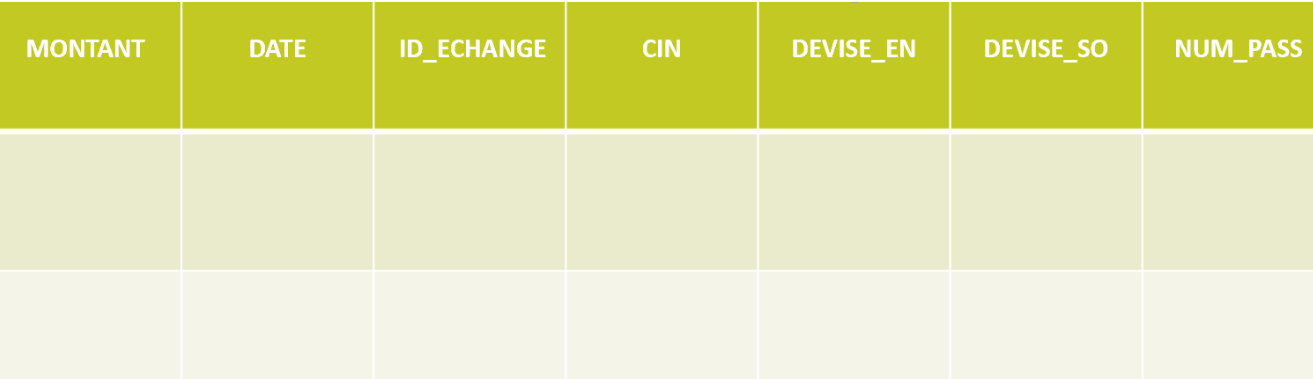 MONTANT DATE ID_ECHANGE CIN DEVISE_EN DEVISE_SO NUM_PASS